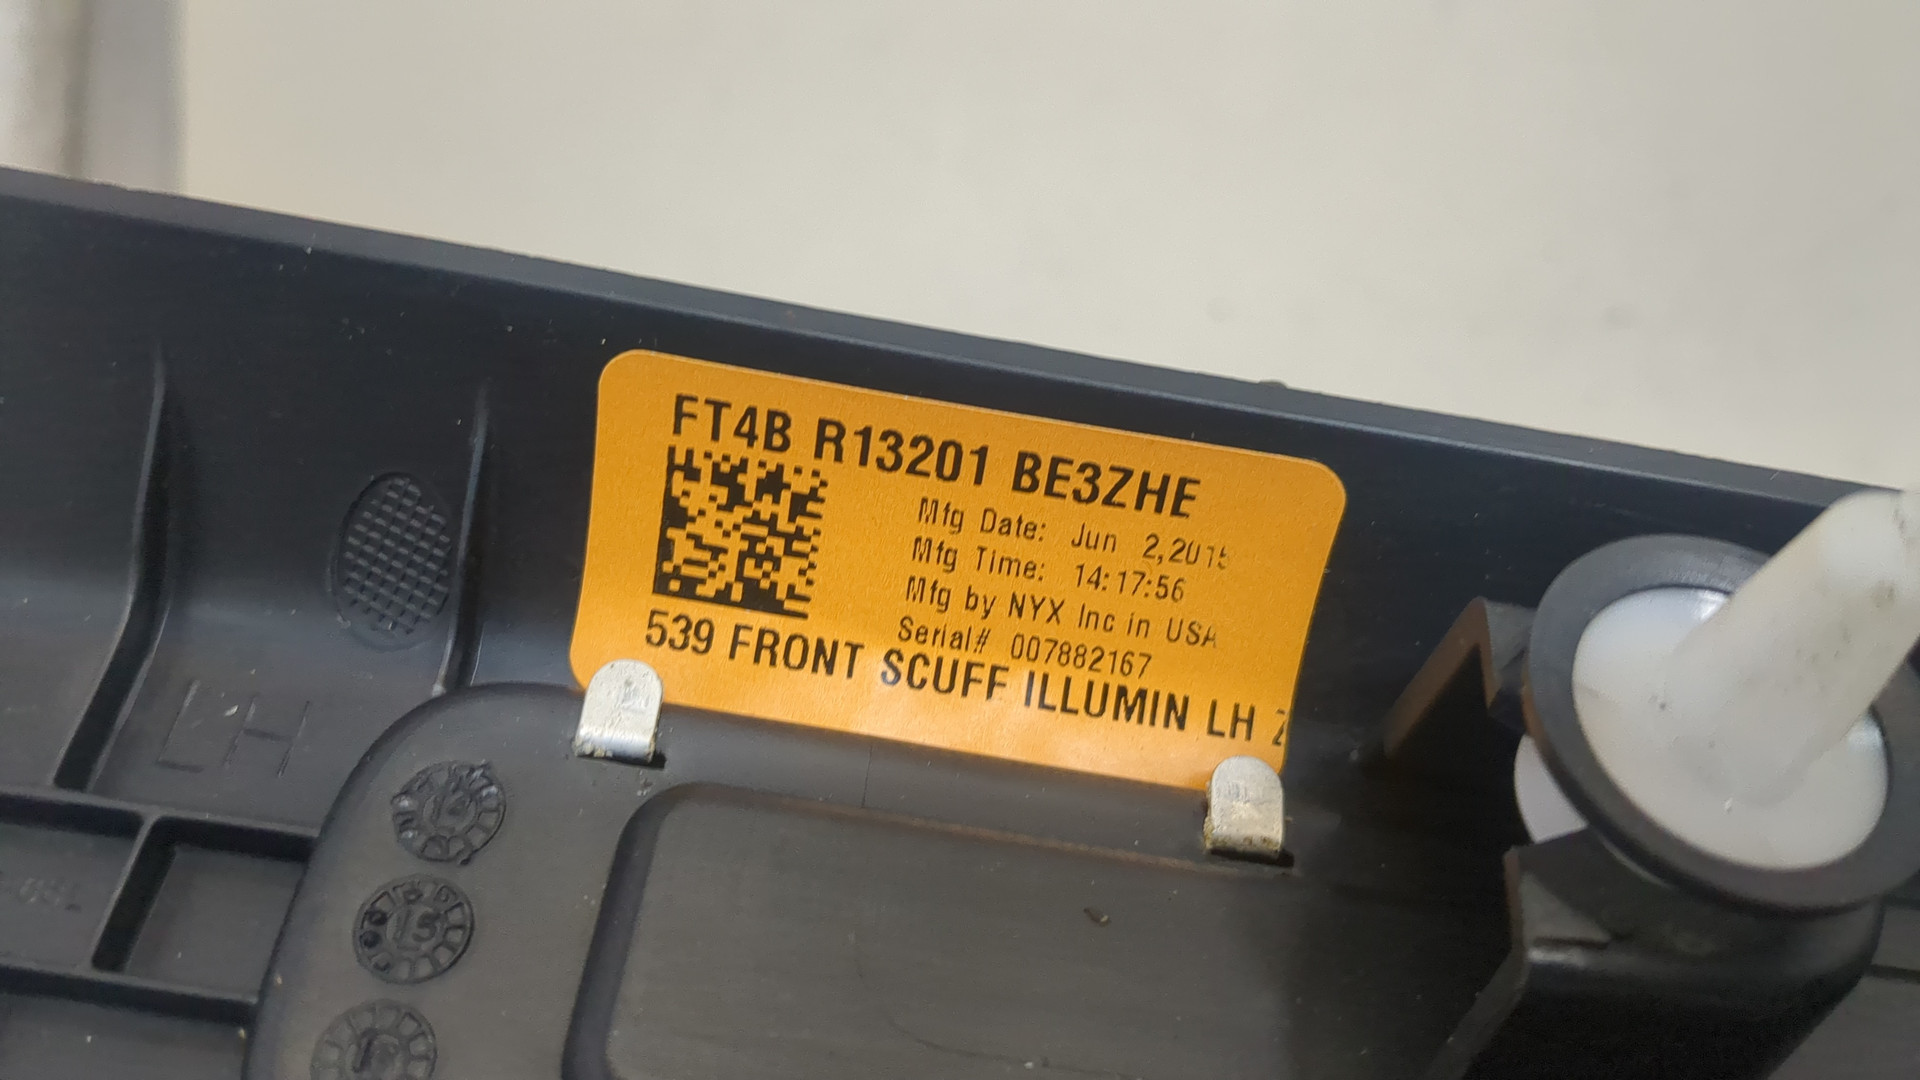 FT4B R13201 BE3ZHE
Mfg Date: Jun 2,2015
Mfg Time: 14:17:56
Mfg by NYX Inc in USA
Serial# 007882167
539 FRONT SCUFF ILLUMIN LH Z
LH
15